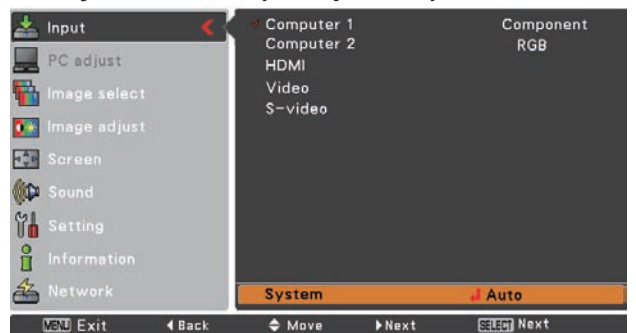 Input
PC adjust
Image select
Image adjust
Screen
Sound
Setting
Information
Network
Computer 1 Component
Computer 2 RGB
HDMI
Video
S-video
System Auto
MENU Exit Back Move Next SELECT Next